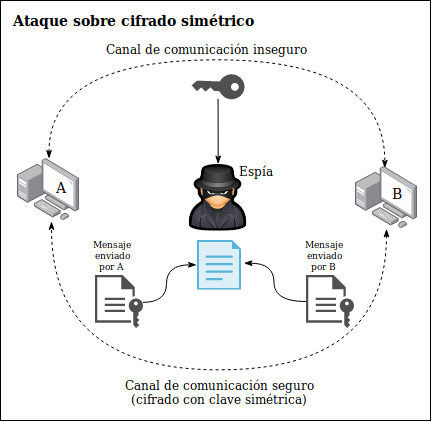 Ataque sobre cifrado simétrico
Canal de comunicación inseguro
Espía
A
B
Mensaje
enviado
por A
Mensaje
enviado
por B
Canal de comunicación seguro
(cifrado con clave simétrica)